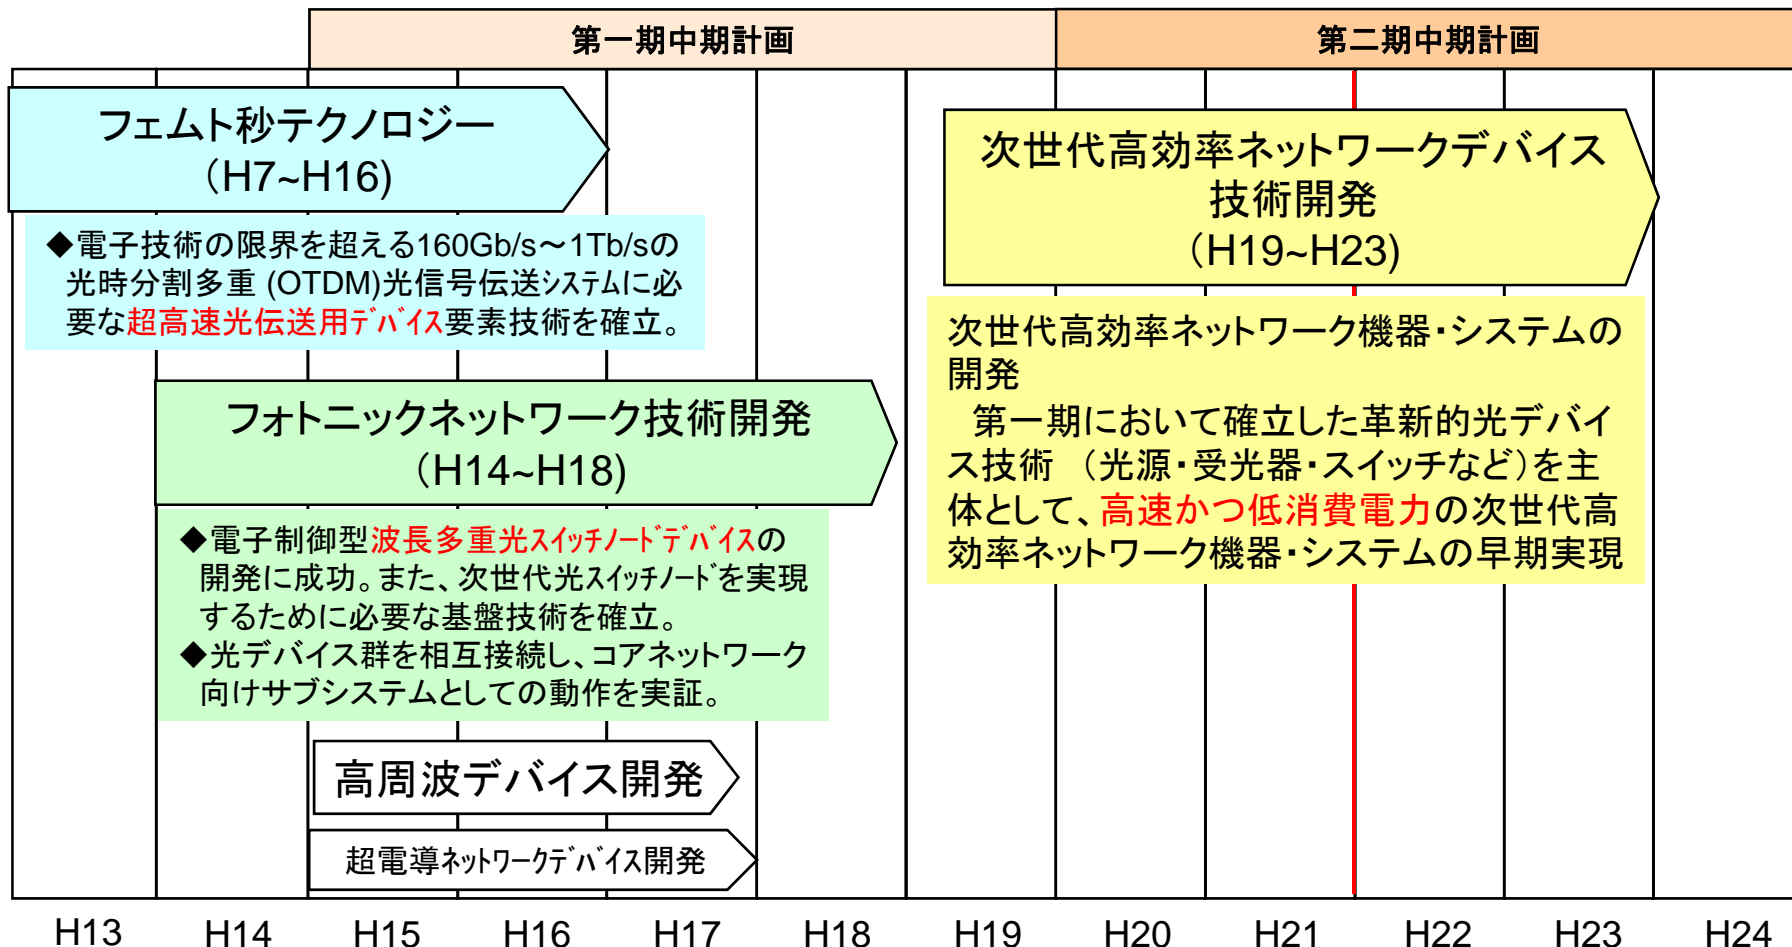 第一期中期計画
第二期中期計画
フェムト秒テクノロジー
(H7~H16)
◆電子技術の限界を超える160Gb/s～1Tb/sの
光時分割多重 (OTDM)光信号伝送ｼｽﾃﾑに必
要な超高速光伝送用ﾃﾞﾊﾞｲｽ要素技術を確立。
フォトニックネットワーク技術開発
(H14~H18)
◆電子制御型波長多重光ｽｲｯﾁﾉｰﾄﾞﾃﾞﾊﾞｲｽの
開発に成功。また、次世代光ｽｲｯﾁﾉｰﾄﾞを実現
するために必要な基盤技術を確立。
◆光デバイス群を相互接続し、コアネットワーク
向けサブシステムとしての動作を実証。
高周波デバイス開発
超電導ﾈｯﾄﾜｰｸﾃﾞﾊﾞｲｽ開発
次世代高効率ネットワークデバイス
技術開発
(H19~H23)
次世代高効率ネットワーク機器・システムの
開発
第一期において確立した革新的光デバイ
ス技術　（光源・受光器・スイッチなど）を主
体として、高速かつ低消費電力の次世代高
効率ネットワーク機器・システムの早期実現
H13 H14 H15 H16 H17 H18 H19 H20 H21 H22 H23 H24